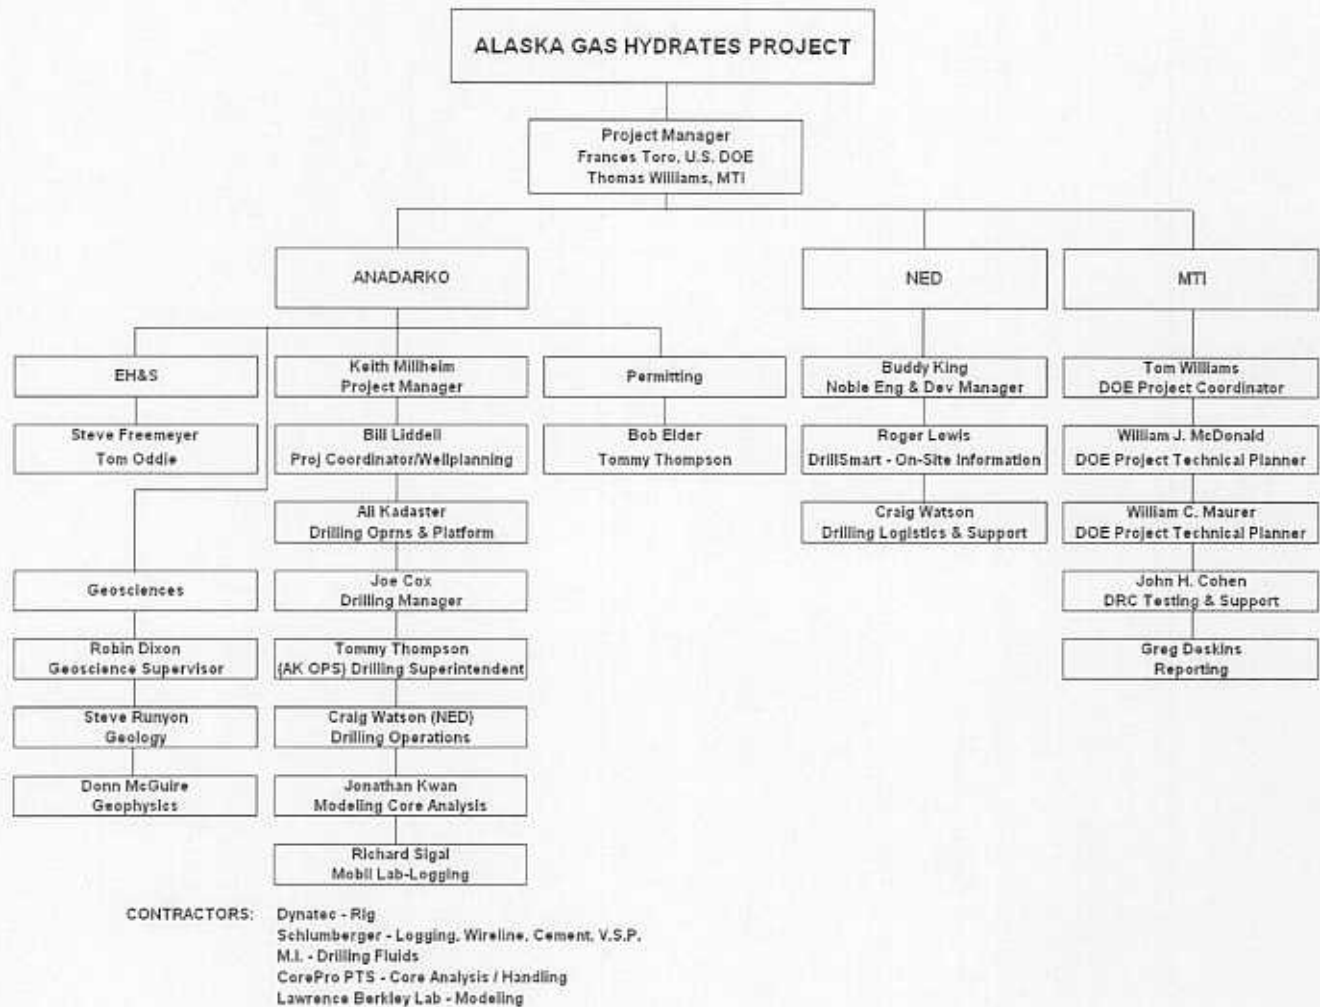 ALASKA GAS HYDRATES PROJECT
Project Manager
Frances Toro, U.S. DOE
Thomas Williams, MTI
ANADARKO
NED
MTI
EH&S
Keith Millheim
Project Manager
Permitting
Buddy King
Noble Eng & Dev Manager
Tom Williams
DOE Project Coordinator
Steve Freemeyer
Tom Oddie
Bill Liddell
Proj Coordinator/Wellplanning
Bob Elder
Tommy Thompson
Roger Lewis
DrillSmart - On-Site Information
William J. McDonald
DOE Project Technical Planner
Ali Kadaster
Drilling Oprns & Platform
Craig Watson
Drilling Logistics & Support
William C. Maurer
DOE Project Technical Planner
Geosciences
Joe Cox
Drilling Manager
John H. Cohen
DRC Testing & Support
Robin Dixon
Geoscience Supervisor
Tommy Thompson
(AK OPS) Drilling Superintendent
Greg Deskins
Reporting
Steve Runyon
Geology
Craig Watson (NED)
Drilling Operations
Donn McGuire
Geophysics
Jonathan Kwan
Modeling Core Analysis
Richard Sigal
Mobil Lab-Logging
CONTRACTORS: Dynatec - Rig
Schlumberger - Logging, Wireline, Cement, V.S.P.
M.I. - Drilling Fluids
CorePro PTS - Core Analysis / Handling
Lawrence Berkley Lab - Modeling